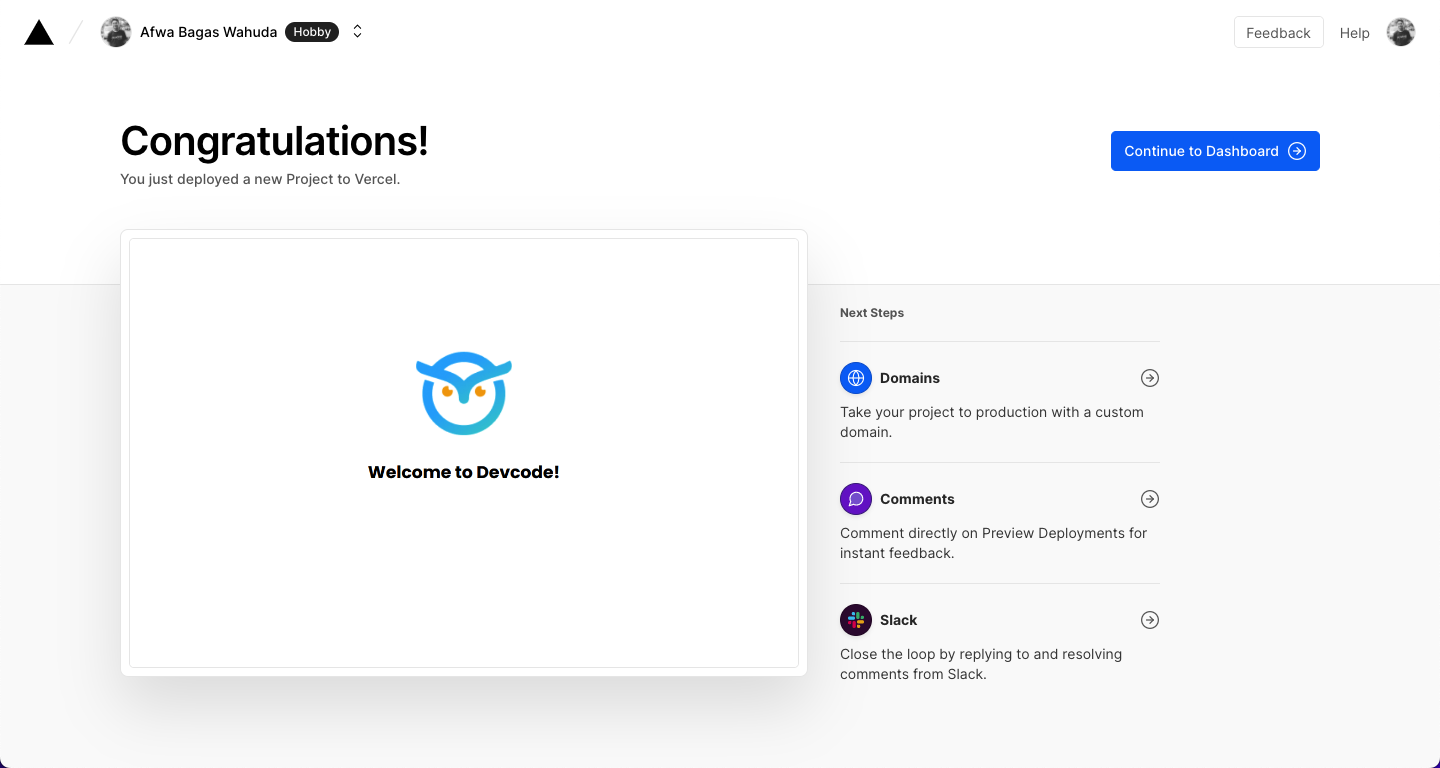 Afwa Bagas Wahuda Hobby
Feedback Help
Congratulations!
You just deployed a new Project to Vercel.
Continue to Dashboard
Welcome to Devcode!
Next Steps
Domains
Take your project to production with a custom
domain.
Comments
Comment directly on Preview Deployments for
instant feedback.
Slack
Close the loop by replying to and resolving
comments from Slack.